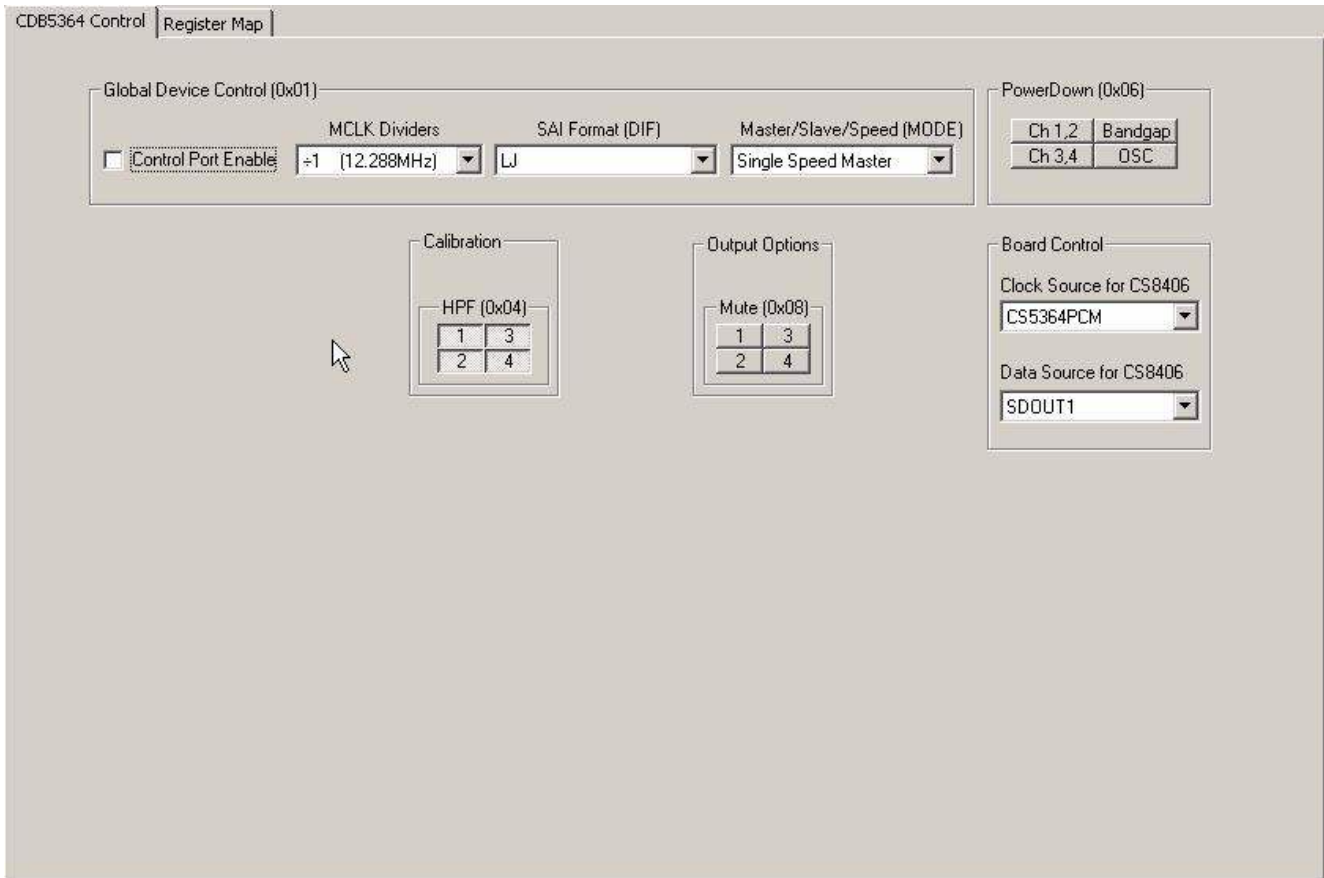 CDB5364 Control
Register Map
Global Device Control (0x01)
MCLK Dividers
SAI Format (DIF)
Master/Slave/Speed (MODE)
Control Port Enable
÷1 (12.288MHz)
LJ
Single Speed Master
PowerDown (0x06)
Ch 1,2 Bandgap
Ch 3,4 OSC
Calibration
HPF (0x04)
1 3
2 4
Output Options
Mute (0x08)
1 3
2 4
Board Control
Clock Source for CS8406
CS5364PCM
Data Source for CS8406
SDOUT1